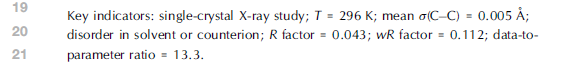 19 Key indicators: single-crystal X-ray study; T = 296 K; mean σ(C–C) = 0.005 Å;
20 disorder in solvent or counterion; R factor = 0.043; wR factor = 0.112; data-to-
21 parameter ratio = 13.3.